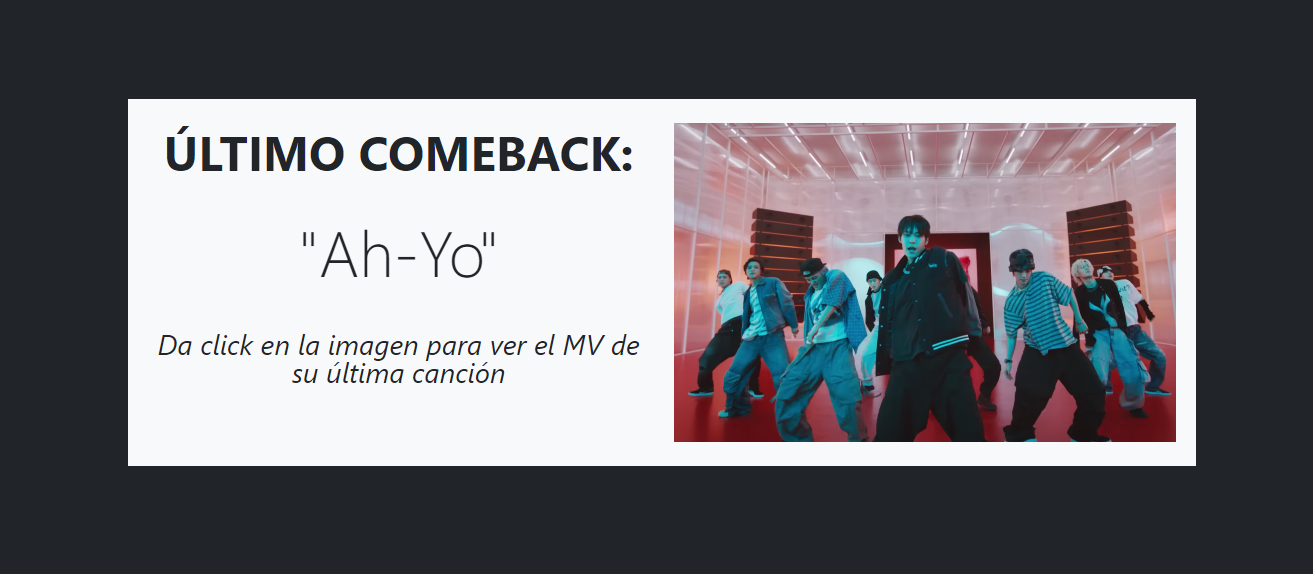 ÚLTIMO COMEBACK:
"Ah-Yo"
Da click en la imagen para ver el MV de
su última canción